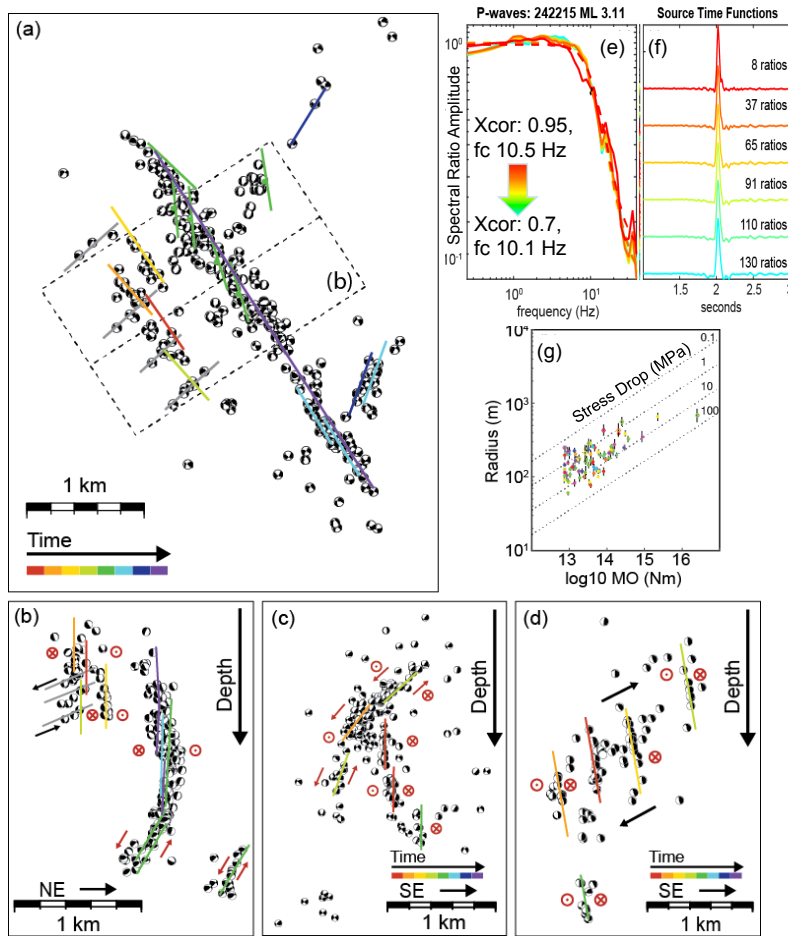 (a)
(b)
1 km
Time
P-waves: 242215 ML 3.11
(e)
Spectral Ratio Amplitude
10⁰
10⁻¹
Xcor: 0.95,
fc 10.5 Hz
Xcor: 0.7,
fc 10.1 Hz
10⁰
10¹
frequency (Hz)
Source Time Functions
(f)
8 ratios
37 ratios
65 ratios
91 ratios
110 ratios
130 ratios
1.5
2
2.5
3
seconds
(g)
Radius (m)
10⁴
10³
10²
10¹
Stress Drop (MPa)
0.1
1
10
100
13
14
15
16
log10 MO (Nm)
(b)
Depth
NE
1 km
(c)
Depth
Time
SE
1 km
(d)
Depth
Time
SE
1 km